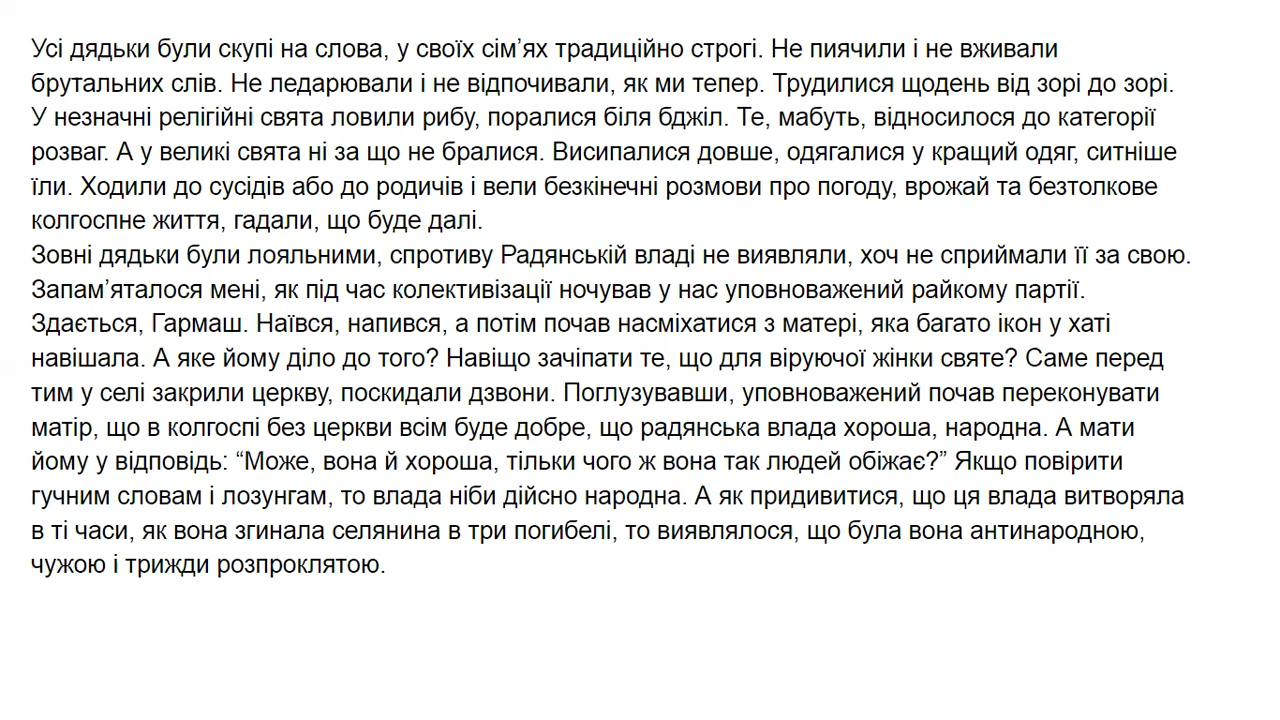 Усі дядьки були скупі на слова, у своїх сім’ях традиційно строгі. Не пиячили і не вживали
брутальних слів. Не ледарювали і не відпочивали, як ми тепер. Трудилися щодень від зорі до зорі.
У незначні релігійні свята ловили рибу, поралися біля бджіл. Те, мабуть, відносилося до категорії
розваг. А у великі свята ні за що не бралися. Висипалися довше, одягалися у кращий одяг, ситніше
їли. Ходили до сусідів або до родичів і вели безкінечні розмови про погоду, врожай та безтолкове
колгоспне життя, гадали, що буде далі.
Зовні дядьки були лояльними, спротиву Радянській владі не виявляли, хоч не сприймали її за свою.
Запам’яталося мені, як під час колективізації ночував у нас уповноважений райкому партії.
Здається, Гармаш. Наївся, напився, а потім почав насміхатися з матері, яка багато ікон у хаті
навішала. А яке йому діло до того? Навіщо зачіпати те, що для віруючої жінки святе? Саме перед
тим у селі закрили церкву, поскидали дзвони. Поглузувавши, уповноважений почав переконувати
матір, що в колгоспі без церкви всім буде добре, що радянська влада хороша, народна. А мати
йому у відповідь: “Може, вона й хороша, тільки чого ж вона так людей обіжає?” Якщо повірити
гучним словам і лозунгам, то влада ніби дійсно народна. А як придивитися, що ця влада витворяла
в ті часи, як вона згинала селянина в три погибелі, то виявлялося, що була вона антинародною,
чужою і трижди розпроклятою.